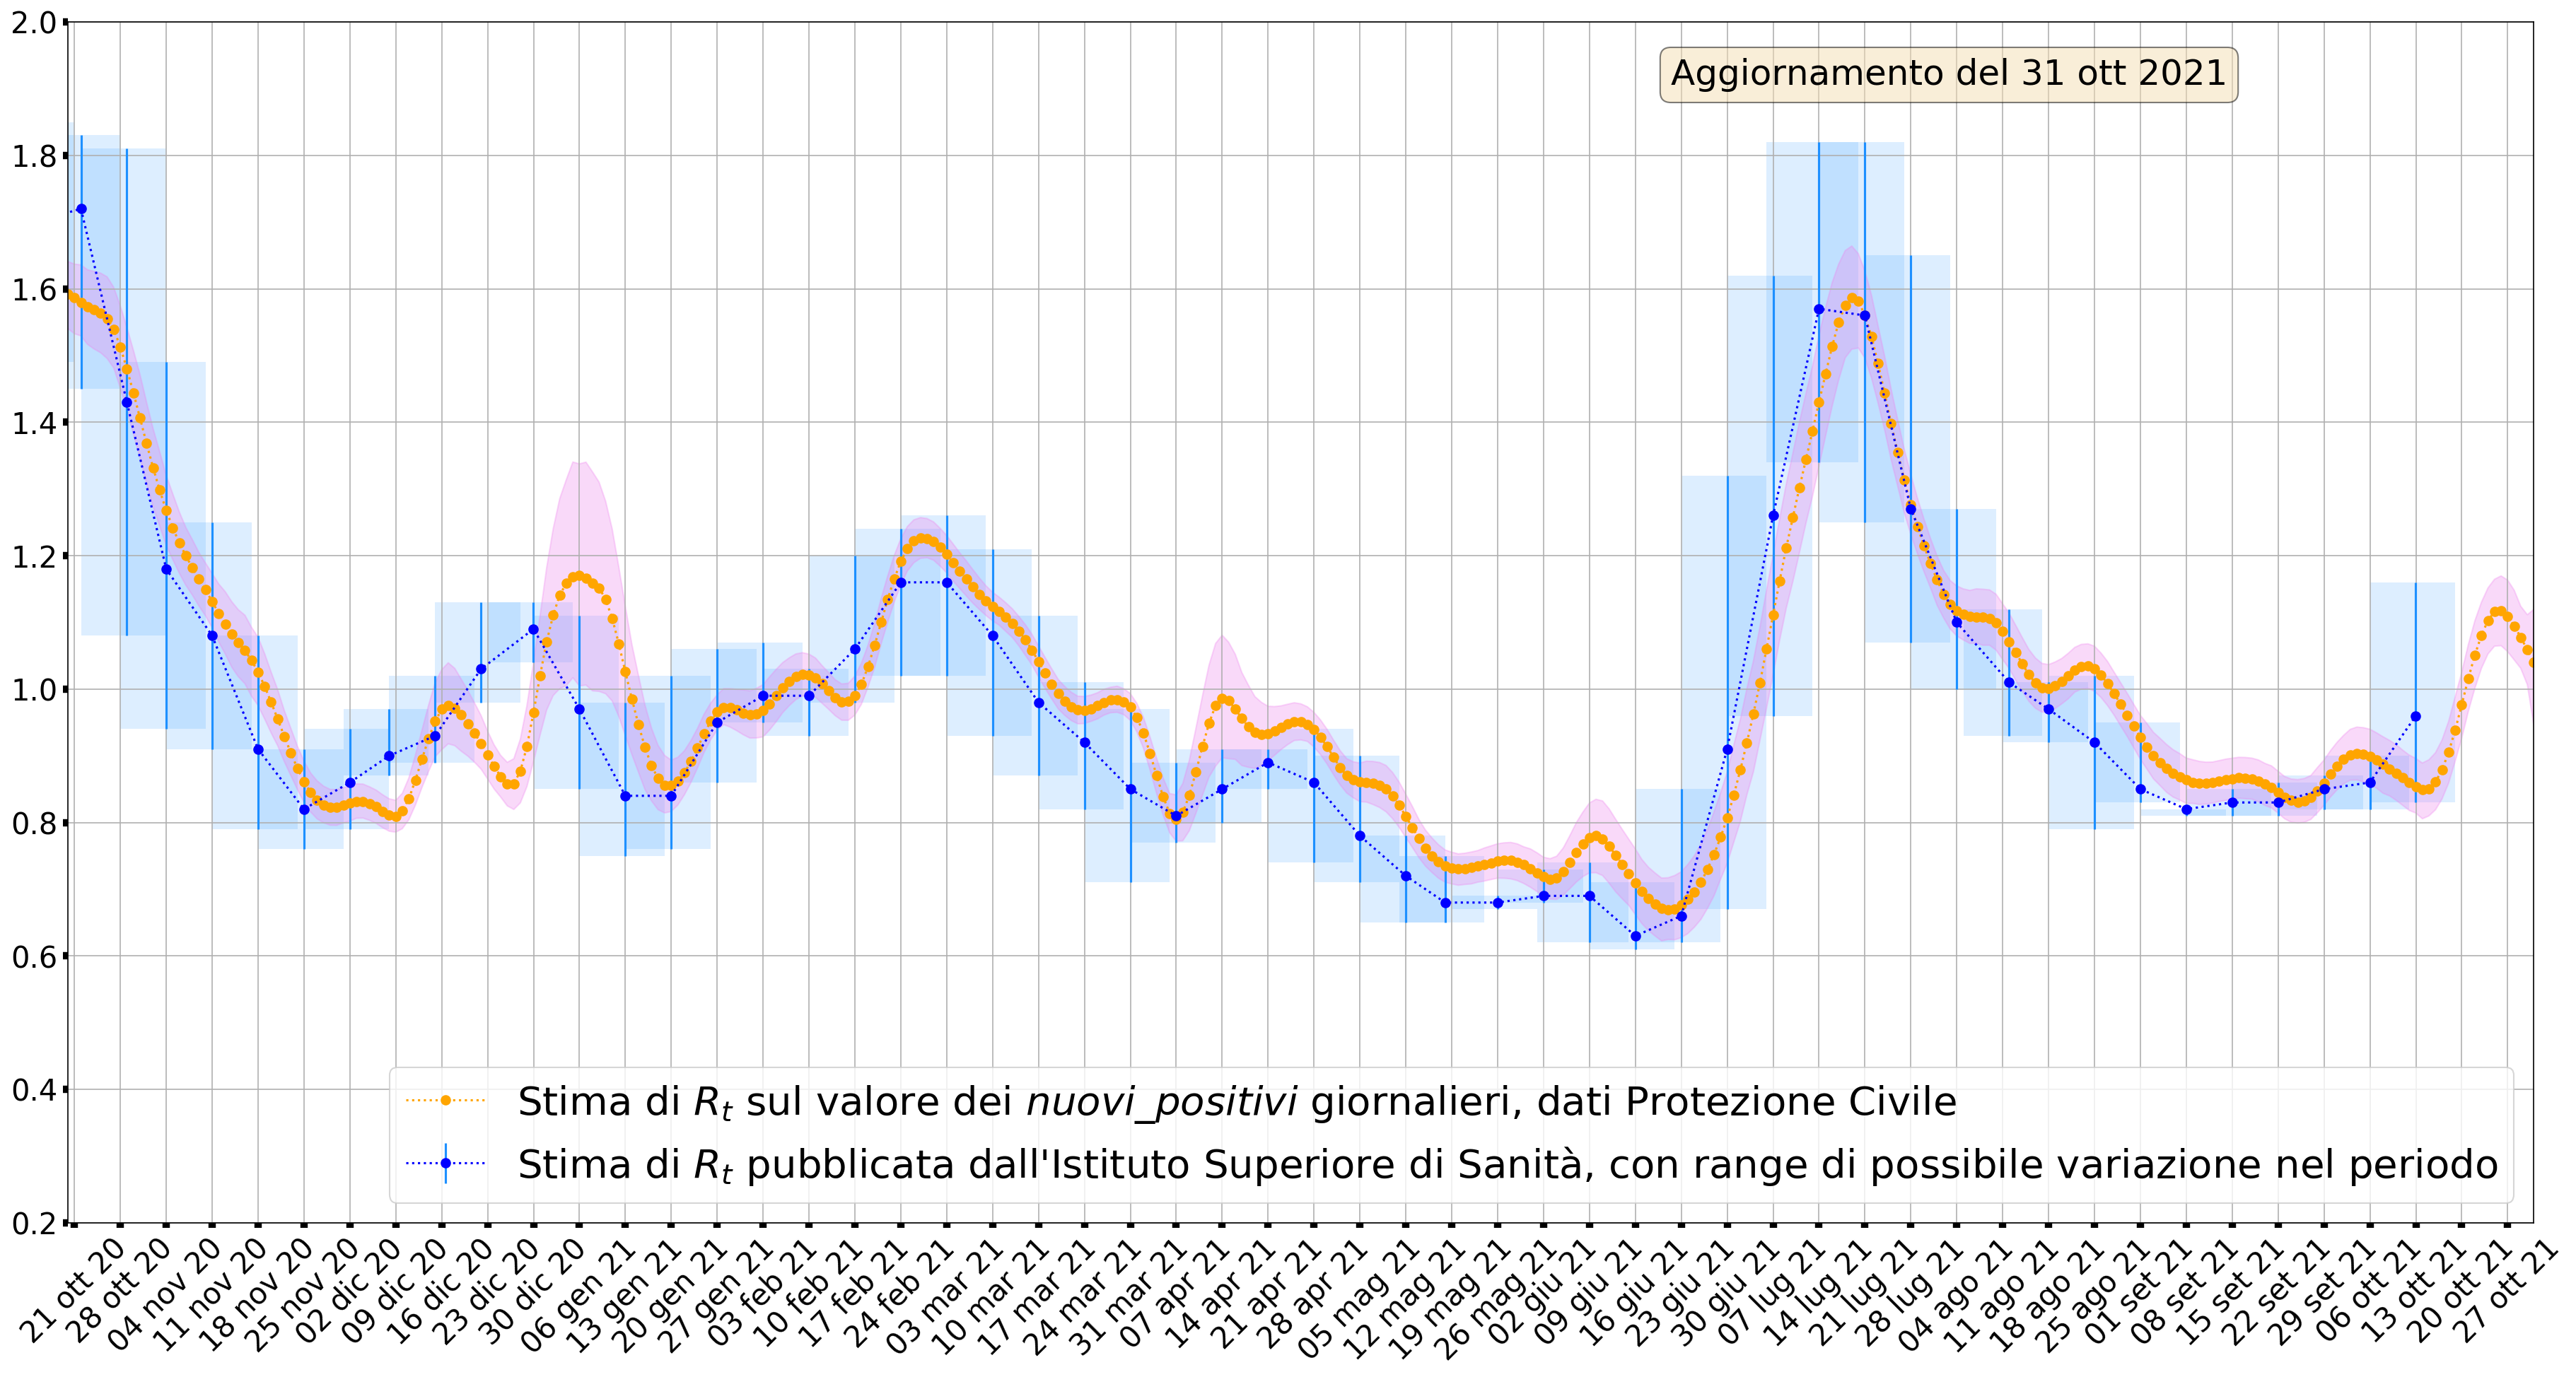 2.0
1.8
1.6
1.4
1.2
1.0
0.8
0.6
0.4
0.2
Aggiornamento del 31 ott 2021
Stima di Rt sul valore dei nuovi_positivi giornalieri, dati Protezione Civile
Stima di Rt pubblicata dall'Istituto Superiore di Sanità, con range di possibile variazione nel periodo
21 ott 20
28 ott 20
04 nov 20
11 nov 20
18 nov 20
25 nov 20
02 dic 20
09 dic 20
16 dic 20
23 dic 20
30 dic 20
06 gen 21
13 gen 21
20 gen 21
27 gen 21
03 feb 21
10 feb 21
17 feb 21
24 feb 21
03 mar 21
10 mar 21
17 mar 21
24 mar 21
31 mar 21
07 apr 21
14 apr 21
21 apr 21
28 apr 21
05 mag 21
12 mag 21
19 mag 21
26 mag 21
02 giu 21
09 giu 21
16 giu 21
23 giu 21
30 giu 21
07 lug 21
14 lug 21
21 lug 21
28 lug 21
04 ago 21
11 ago 21
18 ago 21
25 ago 21
01 set 21
08 set 21
15 set 21
22 set 21
29 set 21
06 ott 21
13 ott 21
20 ott 21
27 ott 21